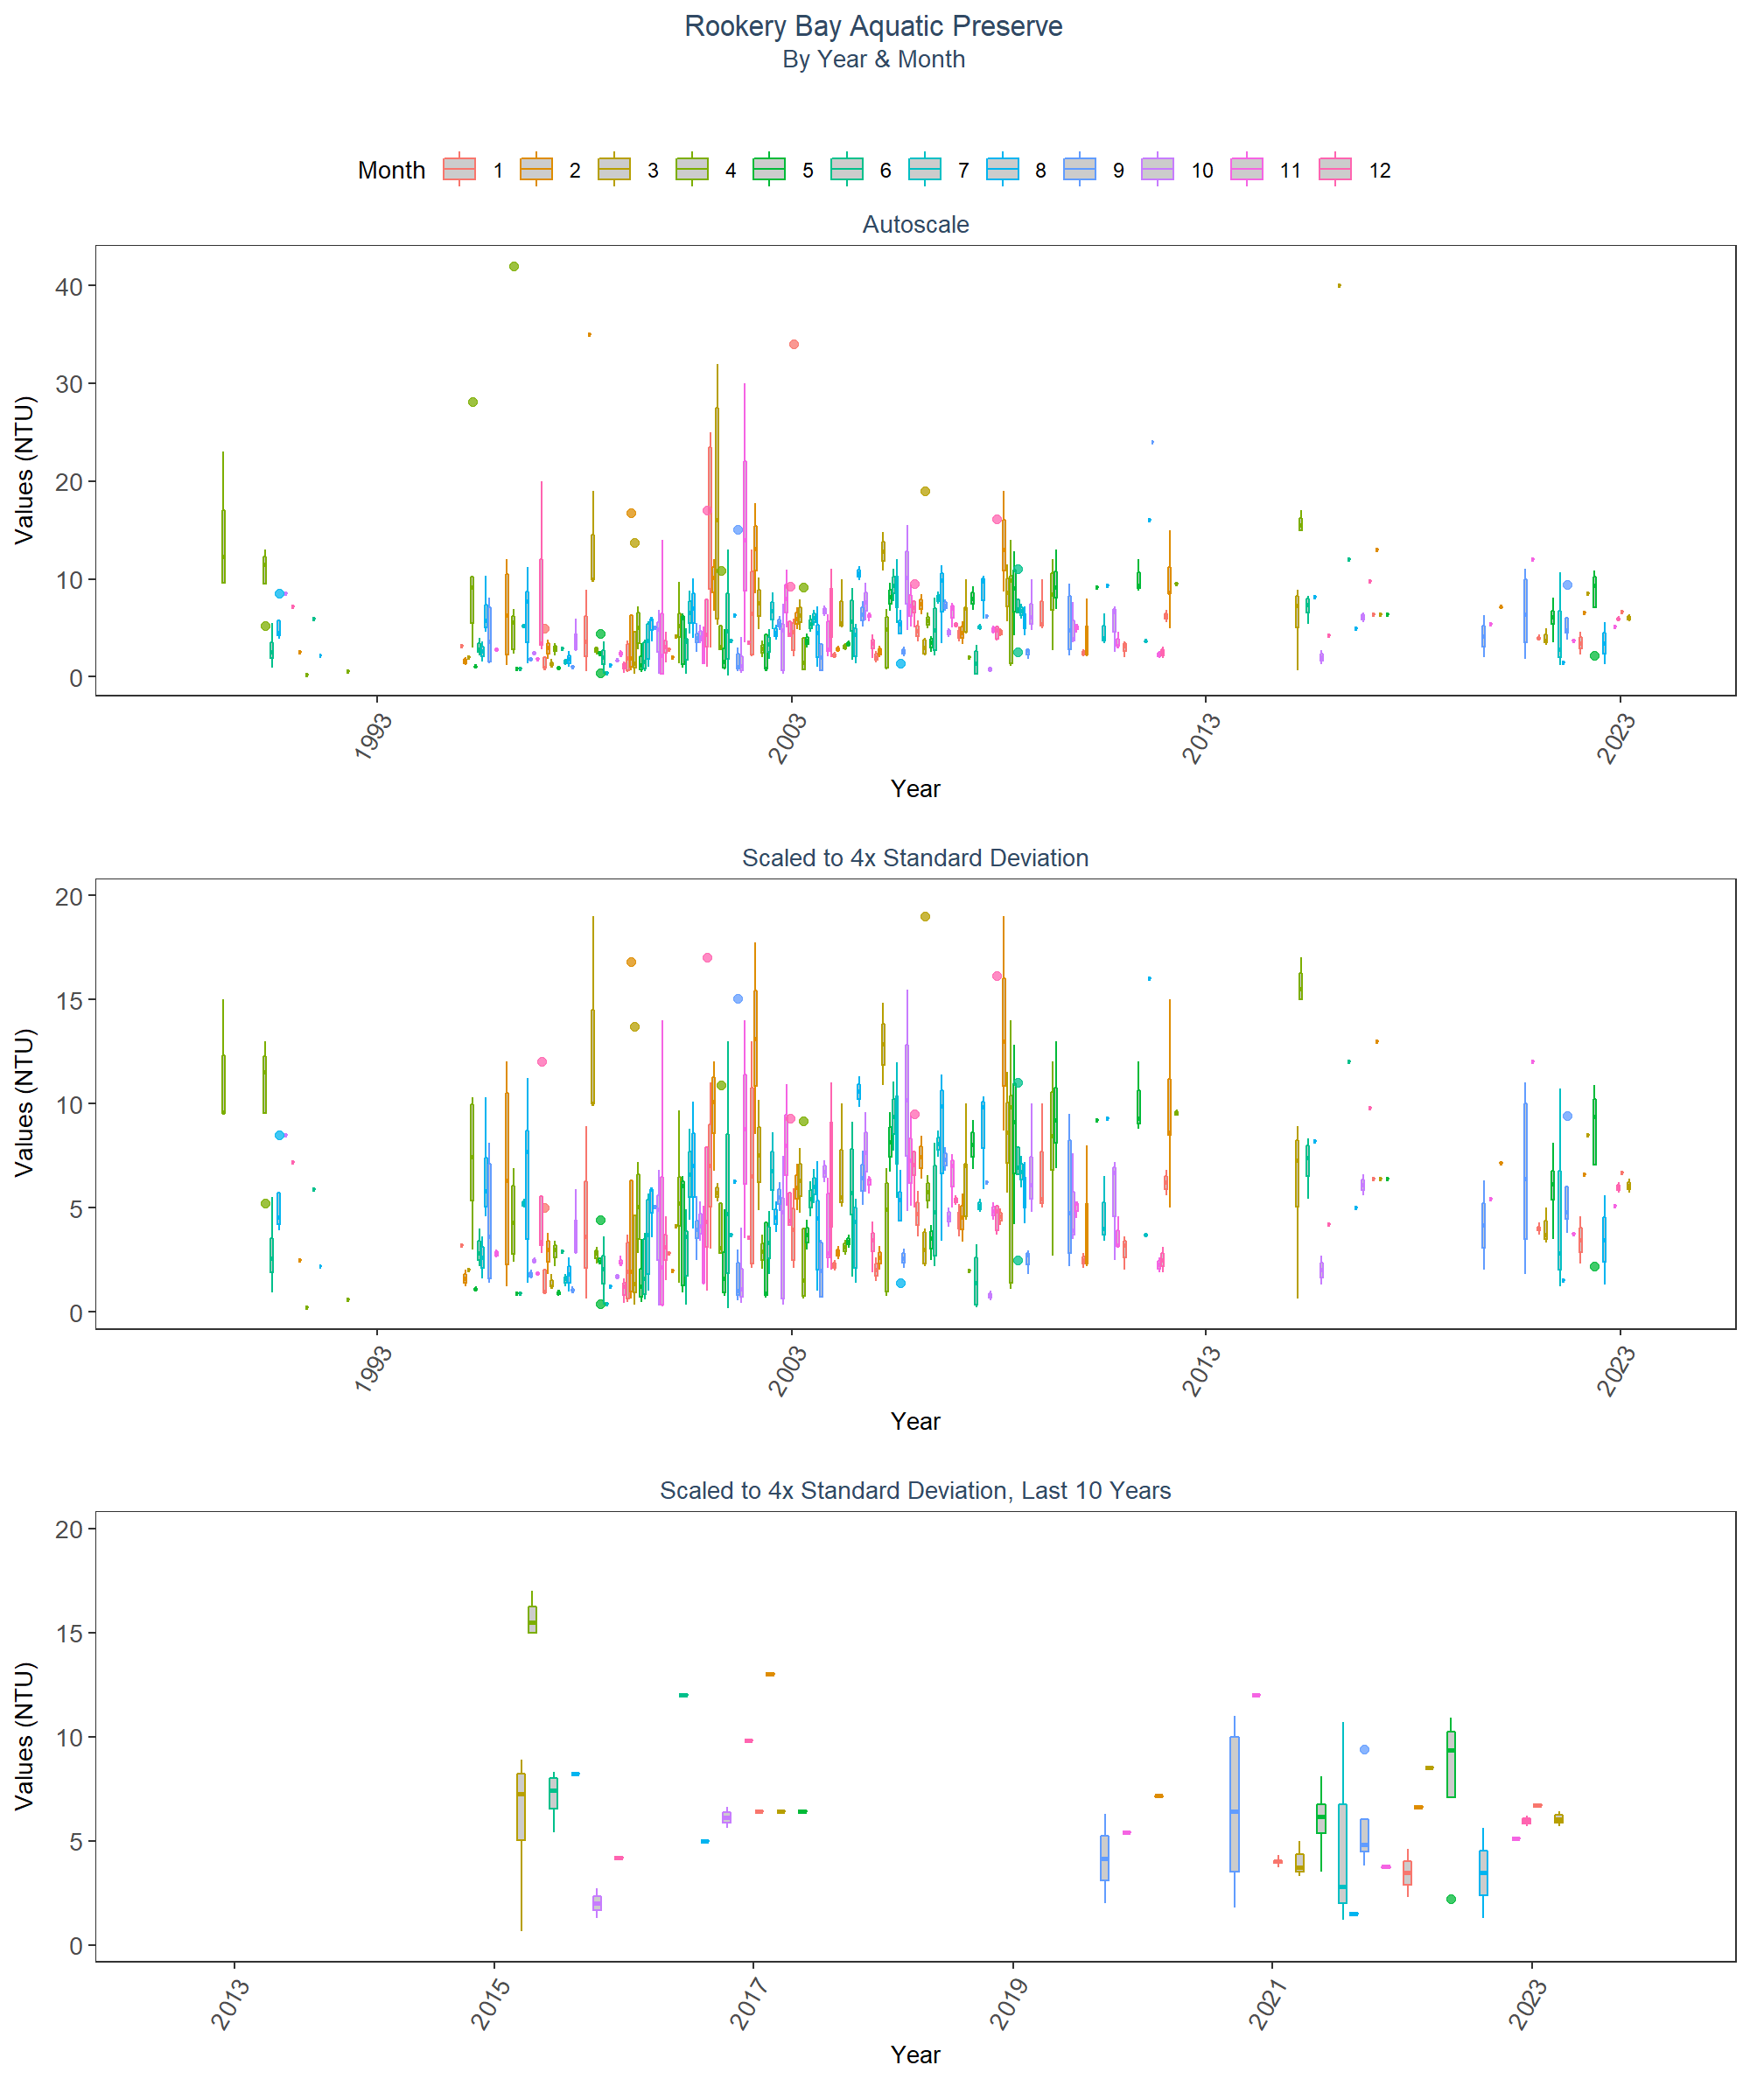 Rookery Bay Aquatic Preserve
By Year & Month
Month 1 2 3 4 5 6 7 8 9 10 11 12
Autoscale
Values (NTU)
40
30
20
10
0
1993 2003 2013 2023
Year
Scaled to 4x Standard Deviation
Values (NTU)
20
15
10
5
0
1993 2003 2013 2023
Year
Scaled to 4x Standard Deviation, Last 10 Years
Values (NTU)
20
15
10
5
0
2013 2015 2017 2019 2021 2023
Year